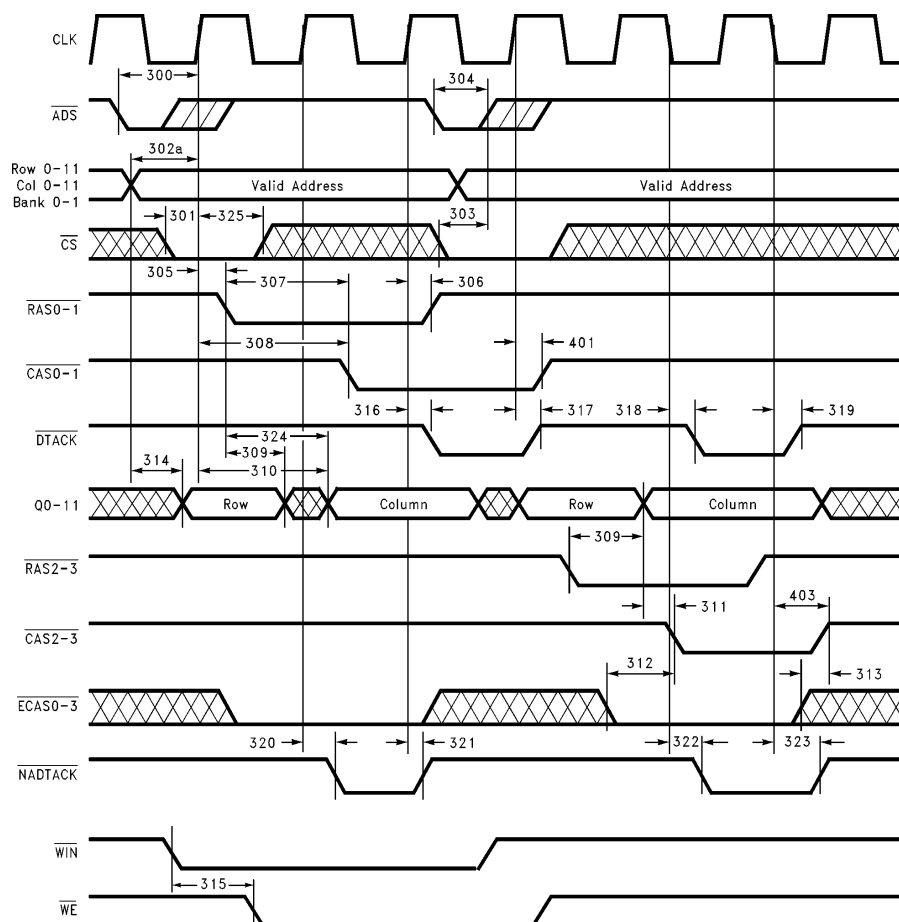 CLK
300
304
ADS
302a
Row 0-11
Col 0-11
Bank 0-1
Valid Address
Valid Address
301
325
303
CS
305
307
306
RAS0-1
308
401
CAS0-1
316
317
318
319
DTACK
324
309
314
310
Q0-11
Row
Column
Row
Column
309
RAS2-3
311
403
CAS2-3
312
313
ECAS0-3
320
321
322
323
NADTACK
WIN
315
WE